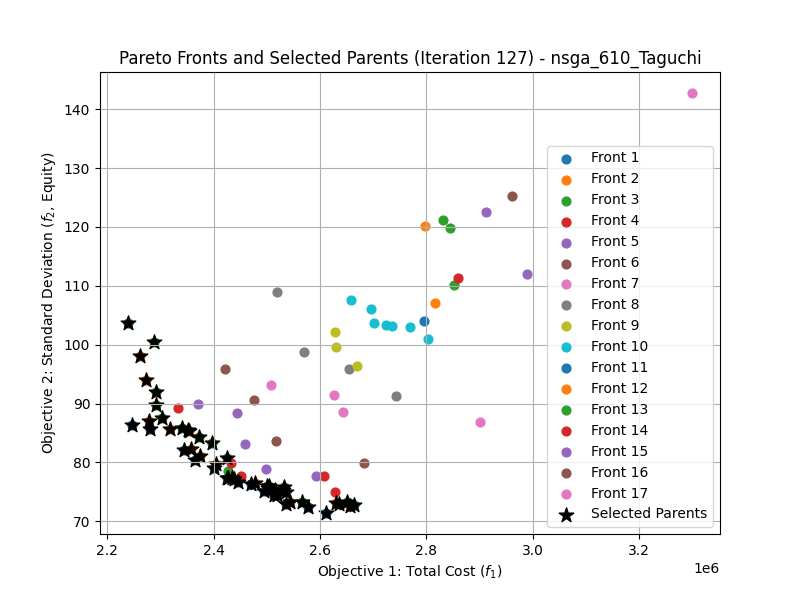 Pareto Fronts and Selected Parents (Iteration 127) - nsga_610_Taguchi
Objective 2: Standard Deviation (f₂, Equity)
140
130
120
110
100
90
80
70
2.2
2.4
2.6
2.8
3.0
3.2
1e6
Objective 1: Total Cost (f₁)
Front 1
Front 2
Front 3
Front 4
Front 5
Front 6
Front 7
Front 8
Front 9
Front 10
Front 11
Front 12
Front 13
Front 14
Front 15
Front 16
Front 17
Selected Parents